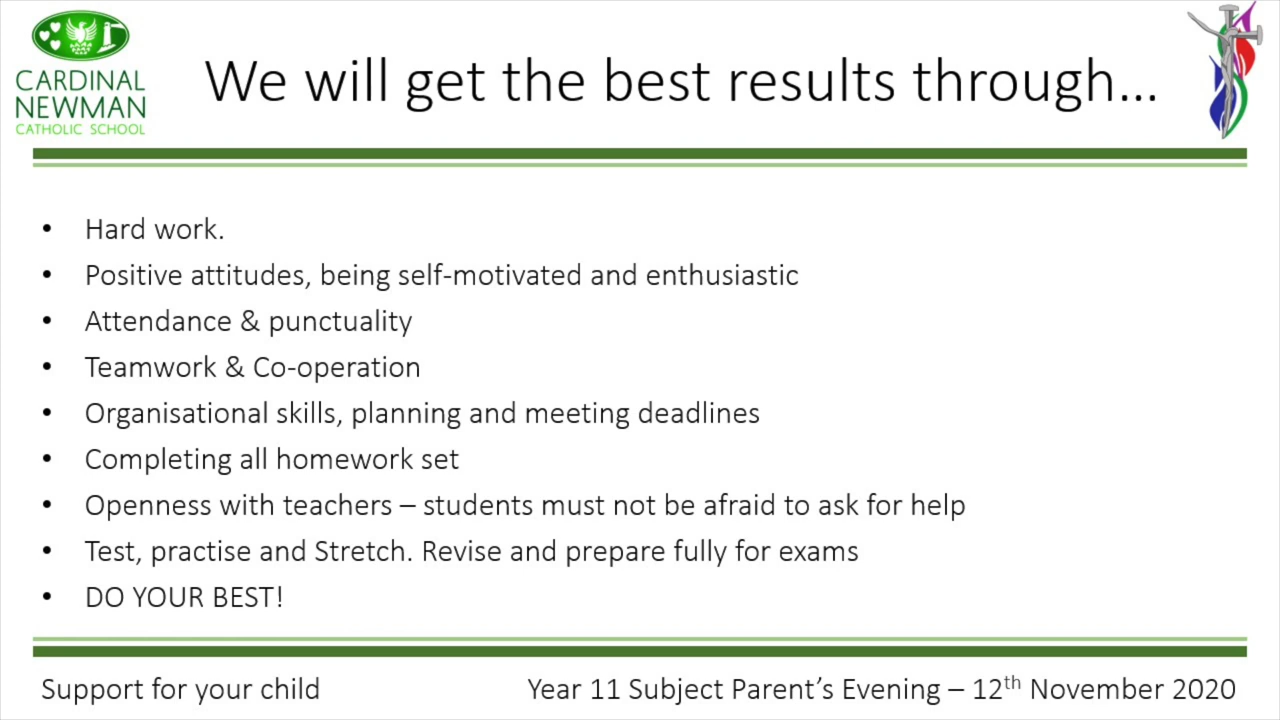 CARDINAL
NEWMAN
CATHOLIC SCHOOL
We will get the best results through...
• Hard work.
• Positive attitudes, being self-motivated and enthusiastic
• Attendance & punctuality
• Teamwork & Co-operation
• Organisational skills, planning and meeting deadlines
• Completing all homework set
• Openness with teachers – students must not be afraid to ask for help
• Test, practise and Stretch. Revise and prepare fully for exams
• DO YOUR BEST!
Support for your child
Year 11 Subject Parent’s Evening – 12th November 2020